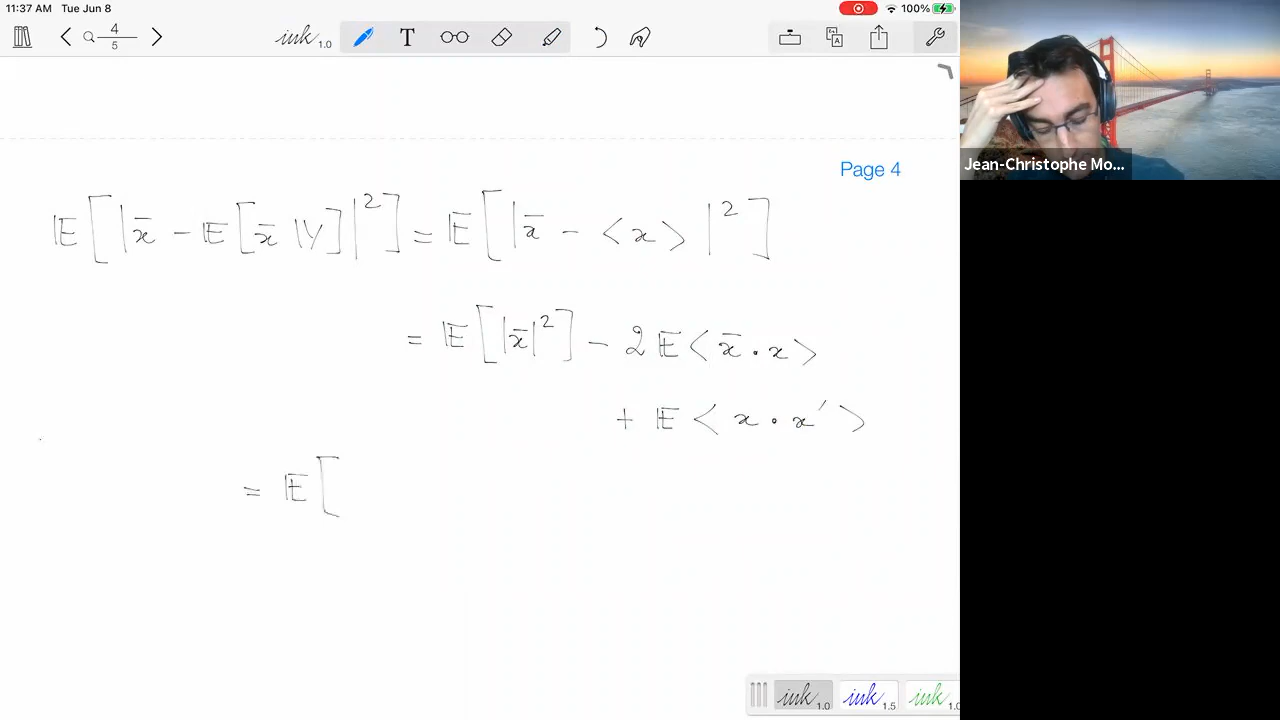 11:37 AM Tue Jun 8
100%
4
5
ink 1.0
T
Page 4
𝔼[|x̄ − 𝔼[x̄ |Y]|²] = 𝔼[|x̄ − <x>|²]
= 𝔼[|x̄|²] − 2𝔼<x̄ · x>
+ 𝔼<x · x′>
= 𝔼[
ink 1.0 ink 1.5 ink 1.0
Jean-Christophe Mo...